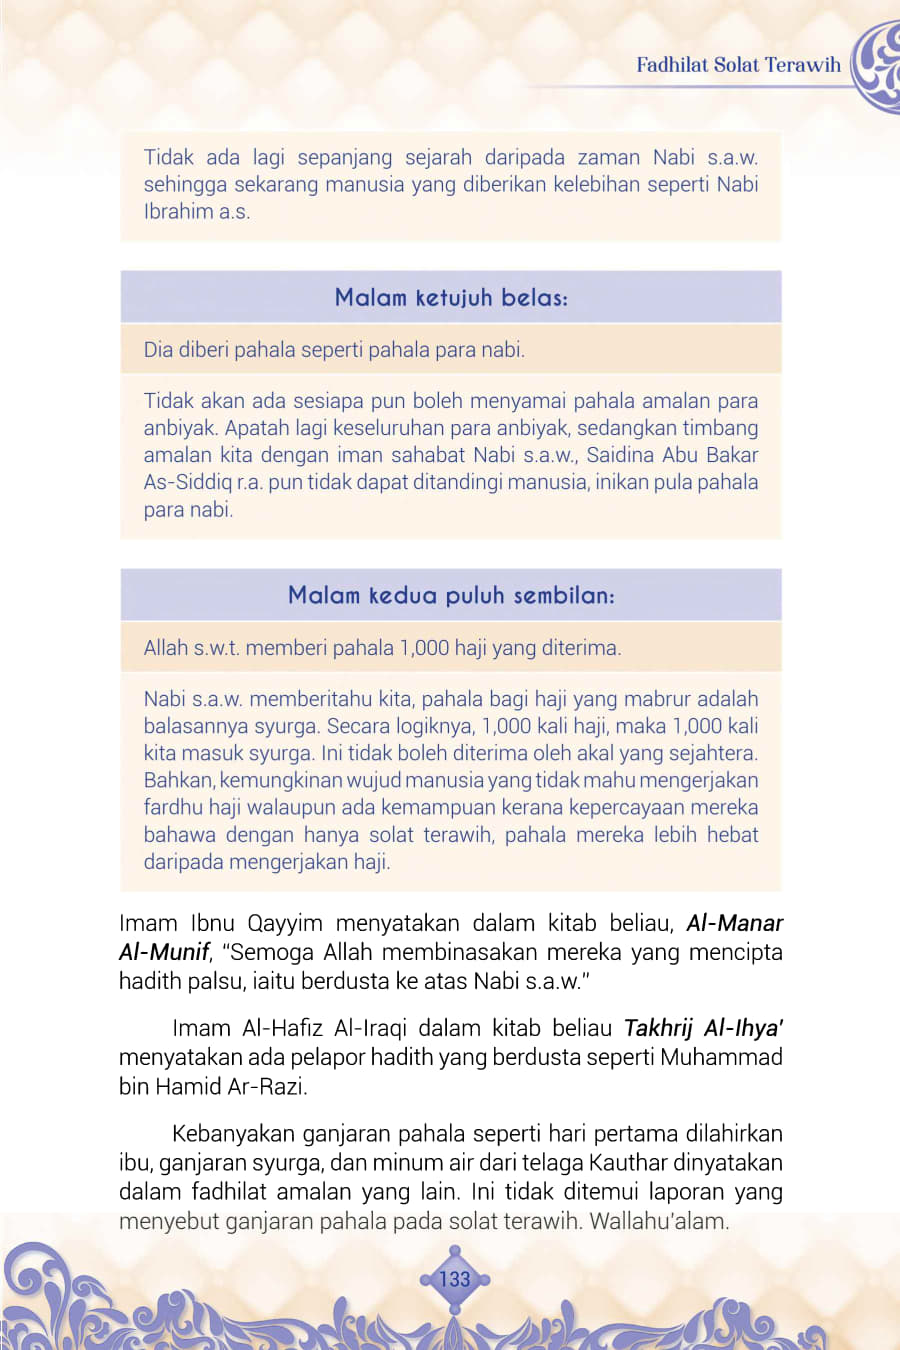 Fadhilat Solat Terawih
Tidak ada lagi sepanjang sejarah daripada zaman Nabi s.a.w.
sehingga sekarang manusia yang diberikan kelebihan seperti Nabi
Ibrahim a.s.
Malam ketujuh belas:
Dia diberi pahala seperti pahala para nabi.
Tidak akan ada sesiapa pun boleh menyamai pahala amalan para
anbiyak. Apatah lagi keseluruhan para anbiyak, sedangkan timbang
amalan kita dengan iman sahabat Nabi s.a.w., Saidina Abu Bakar
As-Siddiq r.a. pun tidak dapat ditandingi manusia, inikan pula pahala
para nabi.
Malam kedua puluh sembilan:
Allah s.w.t. memberi pahala 1,000 haji yang diterima.
Nabi s.a.w. memberitahu kita, pahala bagi haji yang mabrur adalah
balasannya syurga. Secara logiknya, 1,000 kali haji, maka 1,000 kali
kita masuk syurga. Ini tidak boleh diterima oleh akal yang sejahtera.
Bahkan, kemungkinan wujud manusia yang tidak mahu mengerjakan
fardhu haji walaupun ada kemampuan kerana kepercayaan mereka
bahawa dengan hanya solat terawih, pahala mereka lebih hebat
daripada mengerjakan haji.
Imam Ibnu Qayyim menyatakan dalam kitab beliau, Al-Manar
Al-Munif, “Semoga Allah membinasakan mereka yang mencipta
hadith palsu, iaitu berdusta ke atas Nabi s.a.w.”
Imam Al-Hafiz Al-Iraqi dalam kitab beliau Takhrij Al-Ihya’
menyatakan ada pelapor hadith yang berdusta seperti Muhammad
bin Hamid Ar-Razi.
Kebanyakan ganjaran pahala seperti hari pertama dilahirkan
ibu, ganjaran syurga, dan minum air dari telaga Kauthar dinyatakan
dalam fadhilat amalan yang lain. Ini tidak ditemui laporan yang
menyebut ganjaran pahala pada solat terawih. Wallahu’alam.
133